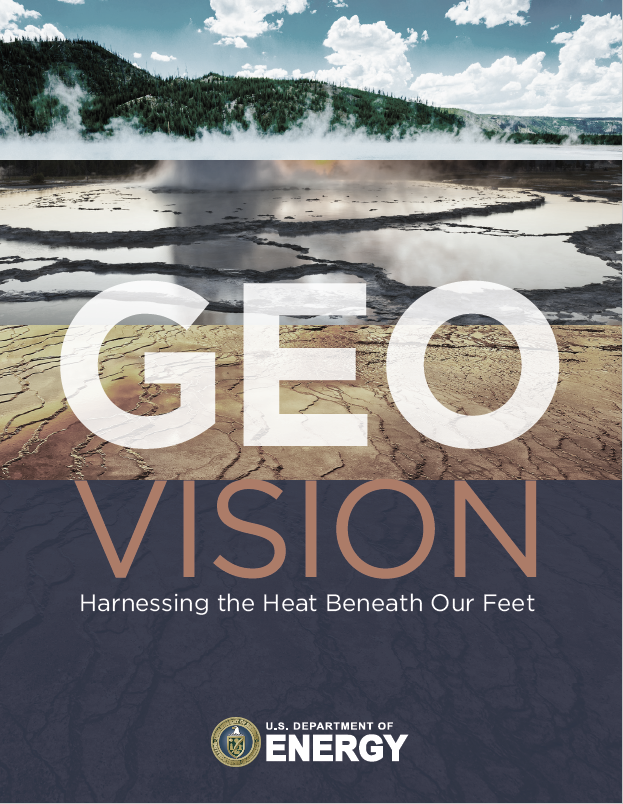 GEO
VISION
Harnessing the Heat Beneath Our Feet
U.S. DEPARTMENT OF
ENERGY